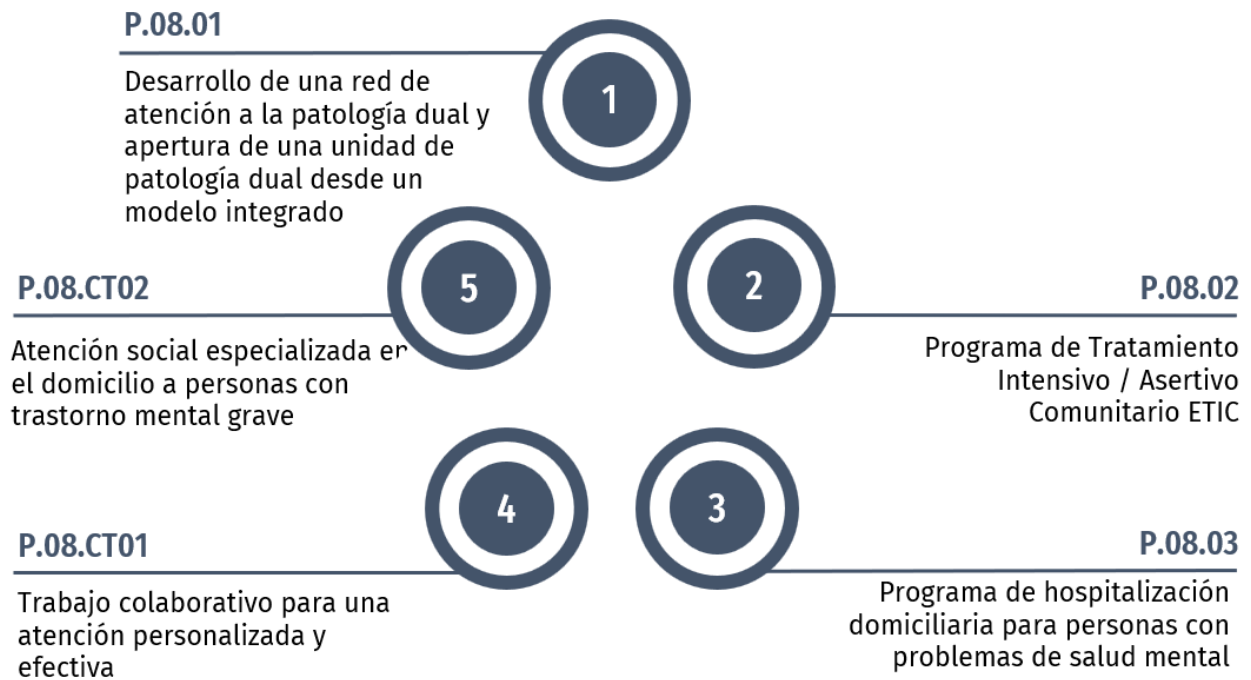 P.08.01
Desarrollo de una red de
atención a la patología dual y
apertura de una unidad de
patología dual desde un
modelo integrado
1
P.08.CT02
Atención social especializada en
el domicilio a personas con
trastorno mental grave
5
2
P.08.02
Programa de Tratamiento
Intensivo / Asertivo
Comunitario ETIC
P.08.CT01
Trabajo colaborativo para una
atención personalizada y
efectiva
4
3
P.08.03
Programa de hospitalización
domiciliaria para personas con
problemas de salud mental